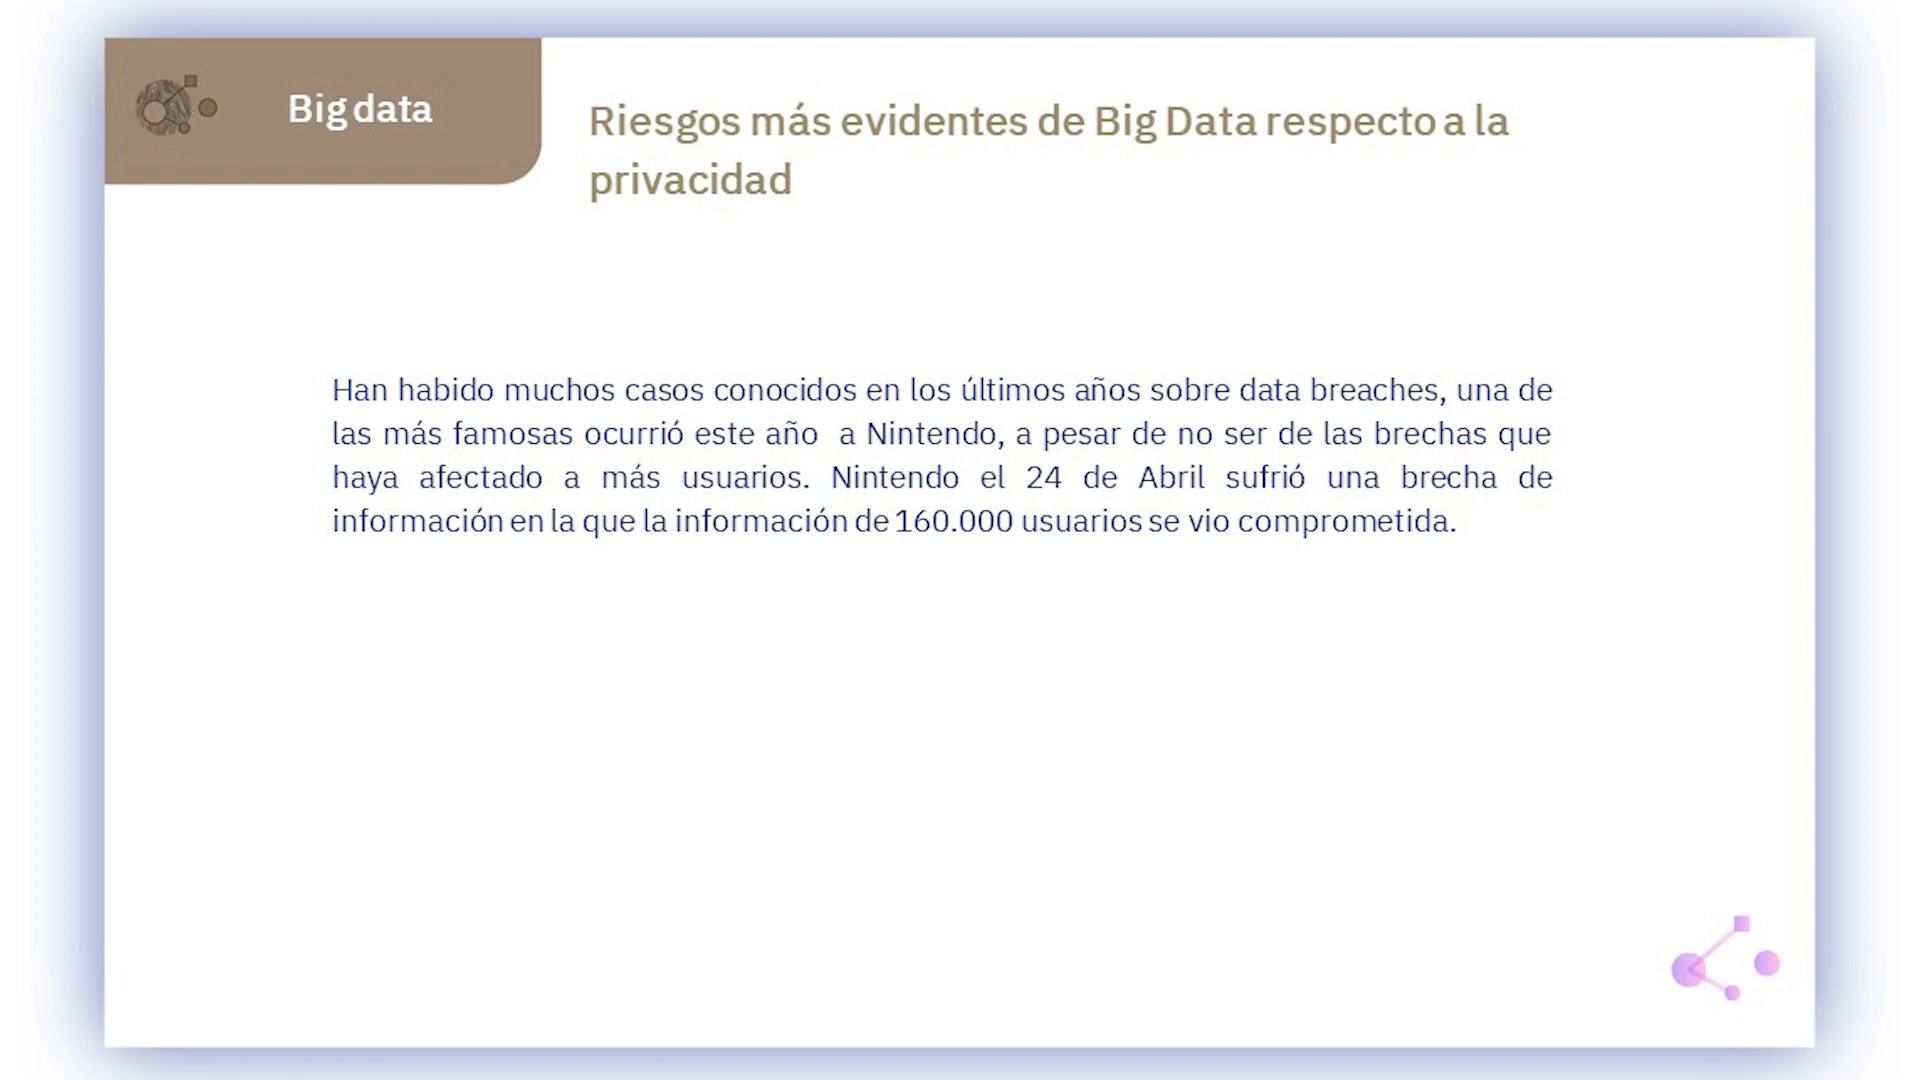 Big data
Riesgos más evidentes de Big Data respecto a la
privacidad
Han habido muchos casos conocidos en los últimos años sobre data breaches, una de
las más famosas ocurrió este año a Nintendo, a pesar de no ser de las brechas que
haya afectado a más usuarios. Nintendo el 24 de Abril sufrió una brecha de
información en la que la información de 160.000 usuarios se vio comprometida.